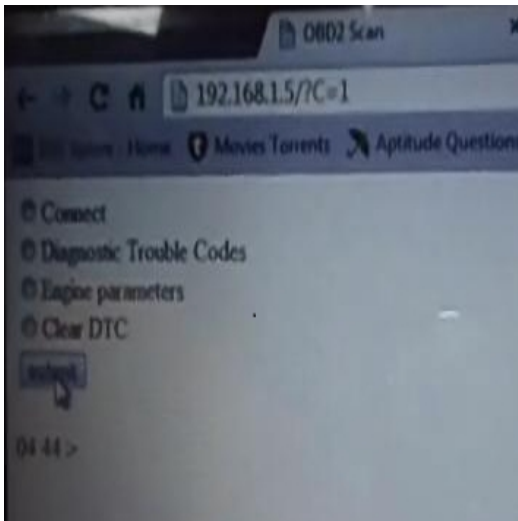 OBD2 Scan
192.168.1.5/?C=1
Home Movies Torrents Aptitude Questions
Connect
Diagnostic Trouble Codes
Engine parameters
Clear DTC
submit
04 44 >